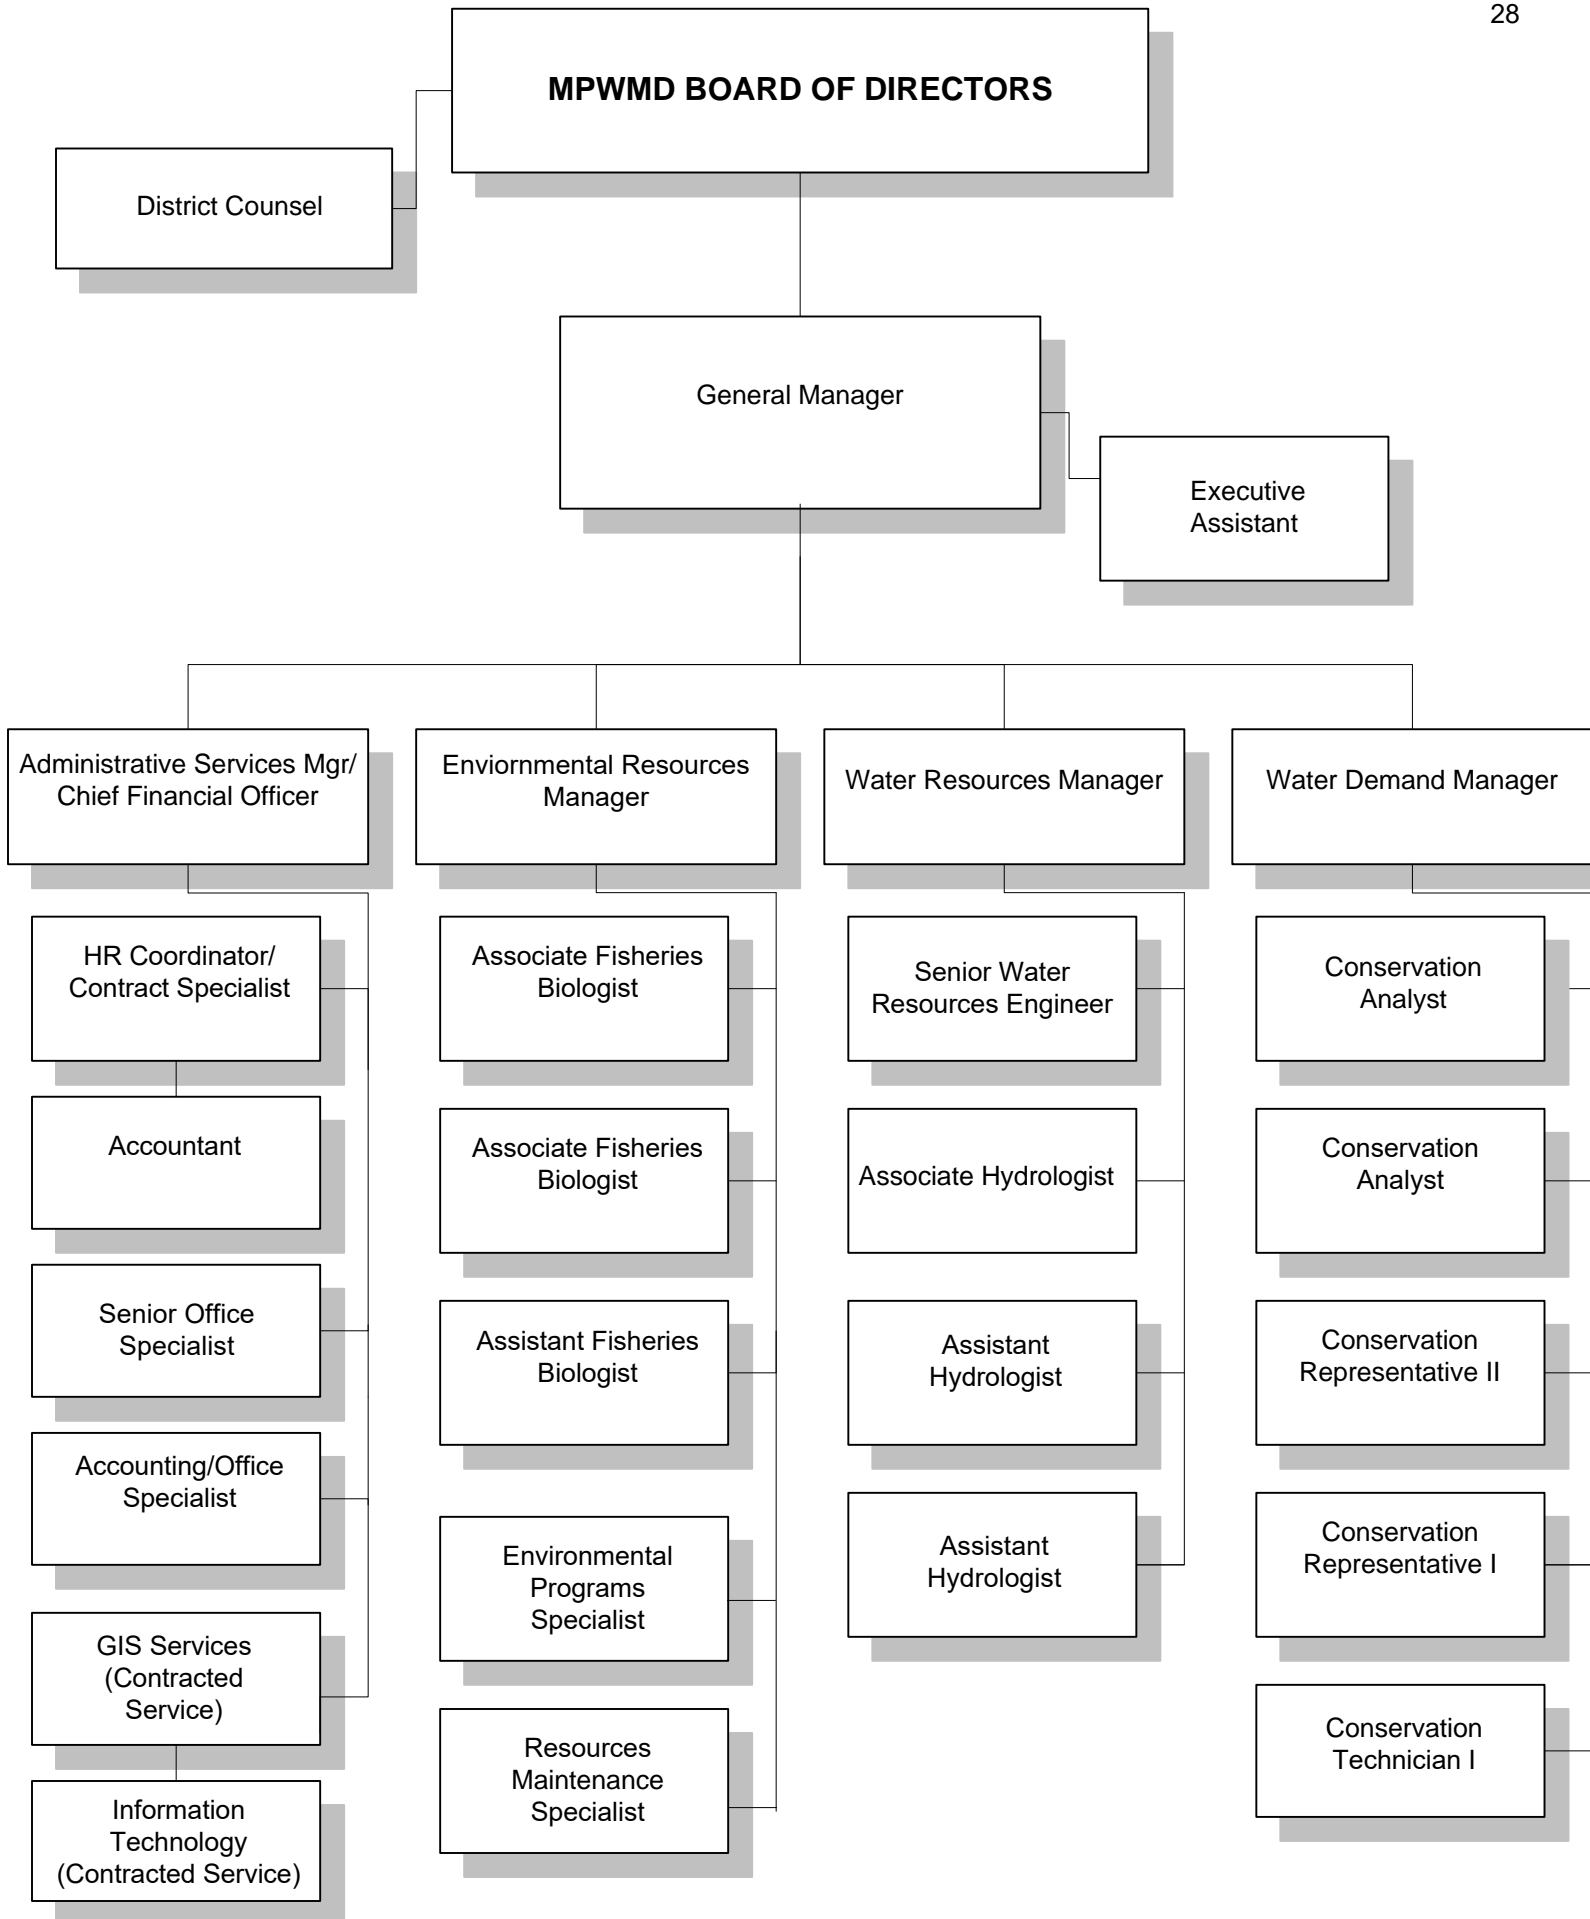 28
MPWMD BOARD OF DIRECTORS
District Counsel
General Manager
Executive
Assistant
Administrative Services Mgr/
Chief Financial Officer
Enviornmental Resources
Manager
Water Resources Manager
Water Demand Manager
HR Coordinator/
Contract Specialist
Accountant
Senior Office
Specialist
Accounting/Office
Specialist
GIS Services
(Contracted
Service)
Information
Technology
(Contracted Service)
Associate Fisheries
Biologist
Associate Fisheries
Biologist
Assistant Fisheries
Biologist
Environmental
Programs
Specialist
Resources
Maintenance
Specialist
Senior Water
Resources Engineer
Associate Hydrologist
Assistant
Hydrologist
Assistant
Hydrologist
Conservation
Analyst
Conservation
Analyst
Conservation
Representative II
Conservation
Representative I
Conservation
Technician I